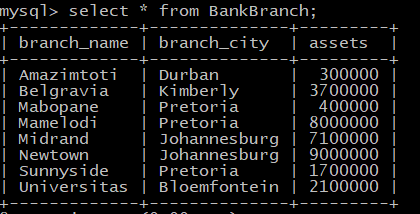 mysql> select * from BankBranch;
+-------------+--------------+---------+
| branch_name | branch_city  | assets  |
+-------------+--------------+---------+
| Amazimtoti  | Durban       |  300000 |
| Belgravia   | Kimberly     | 3700000 |
| Mabopane    | Pretoria     |  400000 |
| Mamelodi    | Pretoria     | 8000000 |
| Midrand     | Johannesburg | 7100000 |
| Newtown     | Johannesburg | 9000000 |
| Sunnyside   | Pretoria     | 1700000 |
| Universitas | Bloemfontein | 2100000 |
+-------------+--------------+---------+